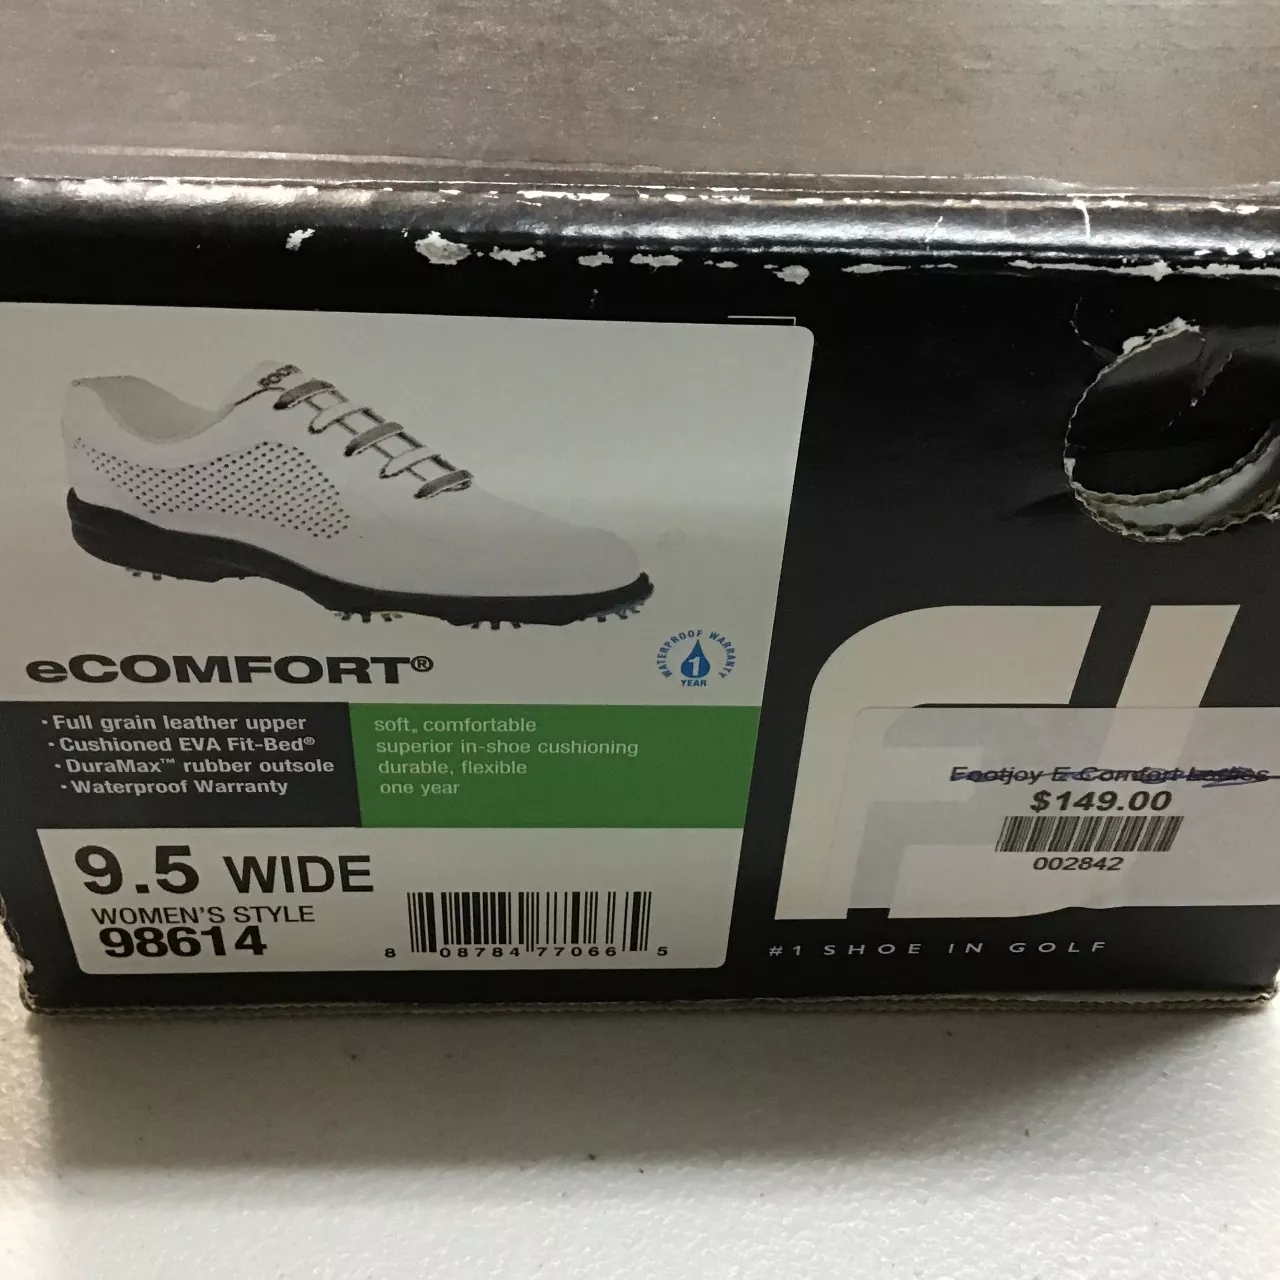 WATERPROOF WARRANTY
1
YEAR
eCOMFORT®
• Full grain leather upper soft, comfortable
• Cushioned EVA Fit-Bed® superior in-shoe cushioning
• DuraMax™ rubber outsole durable, flexible
• Waterproof Warranty one year
9.5 WIDE
WOMEN'S STYLE
98614
8 08784 77066 5
FJ
Footjoy E Comfort Ladies
$149.00
002842
#1 SHOE IN GOLF